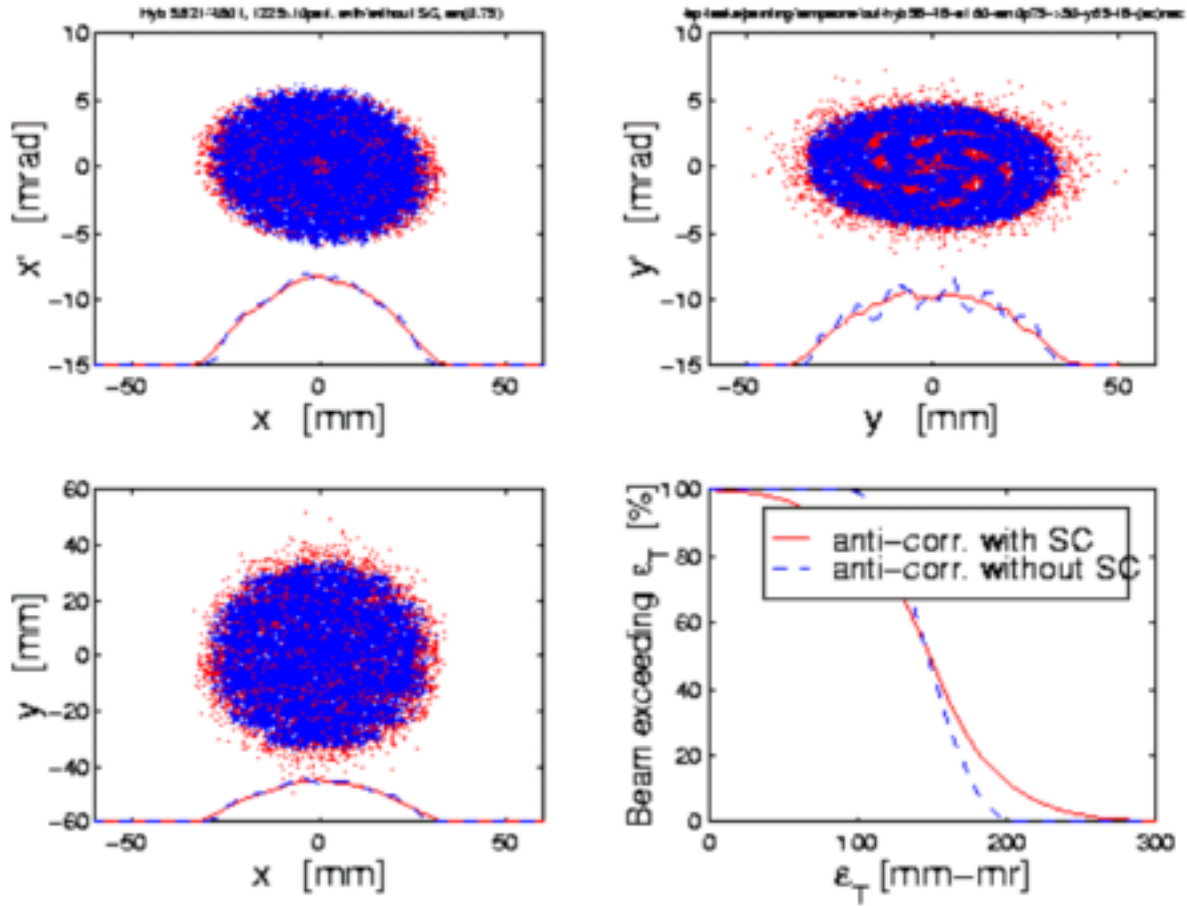 10
5
0
-5
-10
-15
x' [mrad]
-50 0 50
x [mm]
10
5
0
-5
-10
-15
y' [mrad]
-50 0 50
y [mm]
60
40
20
0
-20
-40
-60
y [mm]
-50 0 50
x [mm]
100
80
60
40
20
0
Beam exceeding ε_T [%]
anti-corr. with SC
anti-corr. without SC
0 100 200 300
ε_T [mm-mr]